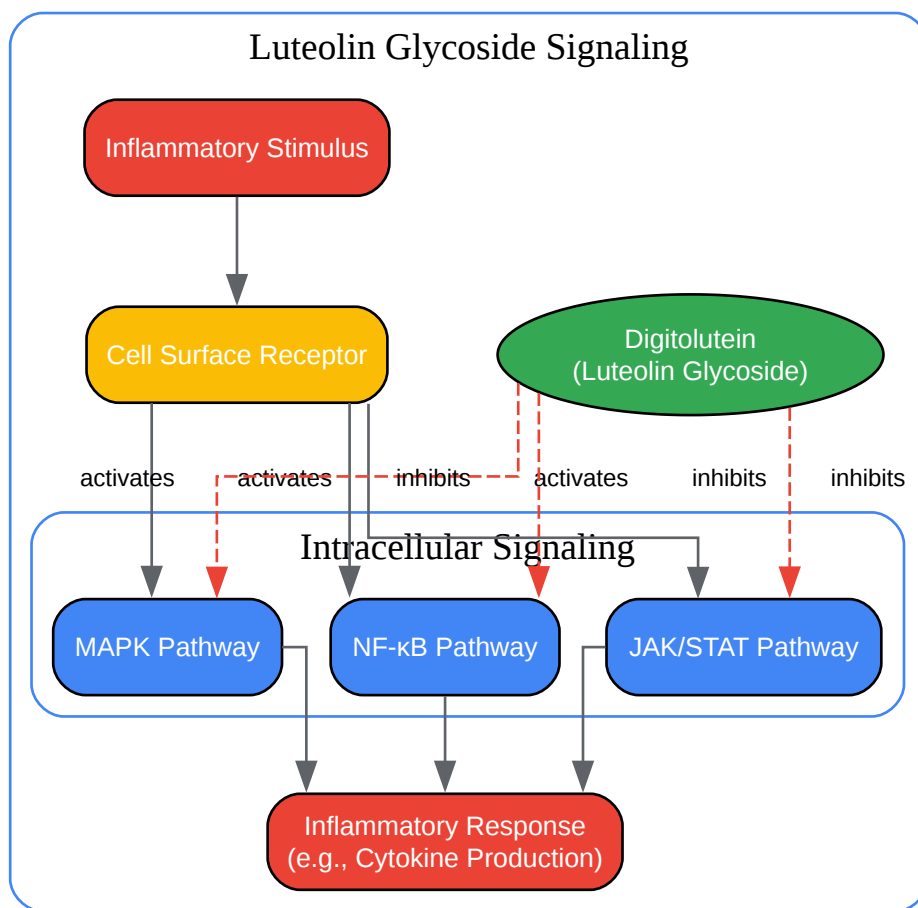 Luteolin Glycoside Signaling
Inflammatory Stimulus
Cell Surface Receptor
Digitolutein
(Luteolin Glycoside)
activates
activates
inhibits
activates
inhibits
inhibits
Intracellular Signaling
MAPK Pathway
NF-κB Pathway
JAK/STAT Pathway
Inflammatory Response
(e.g., Cytokine Production)